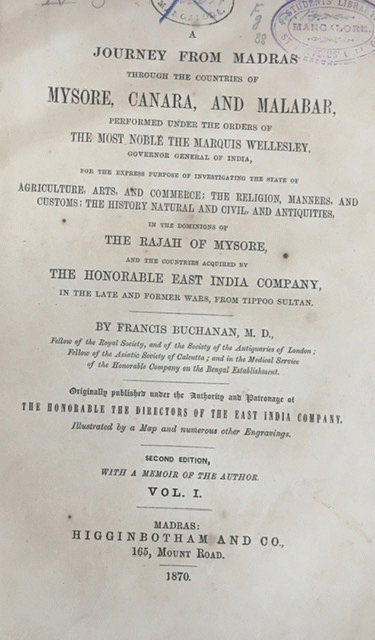 MANGALORE.
F
g
38
STUDENTS' LIBRARY
MANGALORE.
A
JOURNEY FROM MADRAS
THROUGH THE COUNTRIES OF
MYSORE, CANARA, AND MALABAR,
PERFORMED UNDER THE ORDERS OF
THE MOST NOBLE THE MARQUIS WELLESLEY,
GOVERNOR GENERAL OF INDIA,
FOR THE EXPRESS PURPOSE OF INVESTIGATING THE STATE OF
AGRICULTURE, ARTS, AND COMMERCE; THE RELIGION, MANNERS, AND
CUSTOMS; THE HISTORY NATURAL AND CIVIL, AND ANTIQUITIES,
IN THE DOMINIONS OF
THE RAJAH OF MYSORE,
AND THE COUNTRIES ACQUIRED BY
THE HONORABLE EAST INDIA COMPANY,
IN THE LATE AND FORMER WARS, FROM TIPPOO SULTAN.
BY FRANCIS BUCHANAN, M. D.,
Fellow of the Royal Society, and of the Society of the Antiquaries of London;
Fellow of the Asiatic Society of Calcutta; and in the Medical Service
of the Honorable Company on the Bengal Establishment.
Originally published under the Authority and Patronage of
THE HONORABLE THE DIRECTORS OF THE EAST INDIA COMPANY.
Illustrated by a Map and numerous other Engravings.
SECOND EDITION,
WITH A MEMOIR OF THE AUTHOR.
VOL. I.
MADRAS:
HIGGINBOTHAM AND CO.,
165, MOUNT ROAD.
1870.